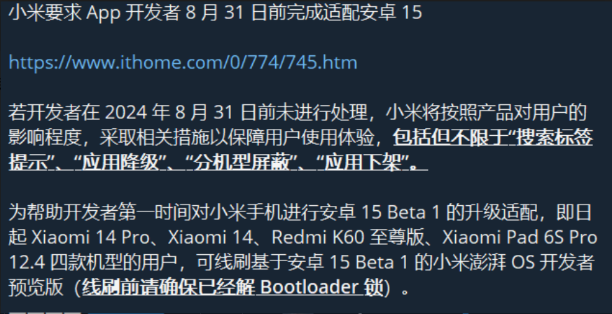 小米要求 App 开发者 8 月 31 日前完成适配安卓 15
https://www.ithome.com/0/774/745.htm
若开发者在 2024 年 8 月 31 日前未进行处理，小米将按照产品对用户的
影响程度，采取相关措施以保障用户使用体验，包括但不限于“搜索标签
提示”、“应用降级”、“分机型屏蔽”、“应用下架”。
为帮助开发者第一时间对小米手机进行安卓 15 Beta 1 的升级适配，即日
起 Xiaomi 14 Pro、Xiaomi 14、Redmi K60 至尊版、Xiaomi Pad 6S Pro
12.4 四款机型的用户，可线刷基于安卓 15 Beta 1 的小米澎湃 OS 开发者
预览版（线刷前请确保已经解 Bootloader 锁）。